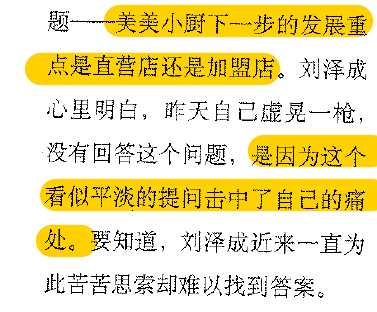 题——美美小厨下一步的发展重
点是直营店还是加盟店。刘泽成
心里明白，昨天自己虚晃一枪，
没有回答这个问题，是因为这个
看似平淡的提问击中了自己的痛
处。要知道，刘泽成近来一直为
此苦苦思索却难以找到答案。